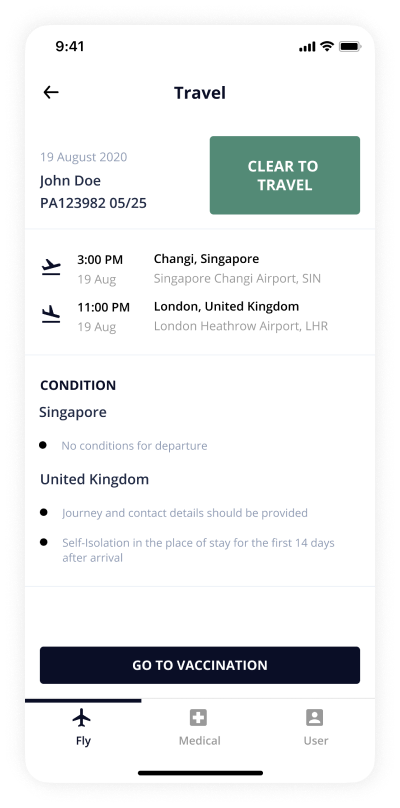 9:41
Travel
19 August 2020
John Doe
PA123982 05/25
CLEAR TO
TRAVEL
3:00 PM
Changi, Singapore
19 Aug
Singapore Changi Airport, SIN
11:00 PM
London, United Kingdom
19 Aug
London Heathrow Airport, LHR
CONDITION
Singapore
No conditions for departure
United Kingdom
Journey and contact details should be provided
Self-Isolation in the place of stay for the first 14 days
after arrival
GO TO VACCINATION
Fly
Medical
User